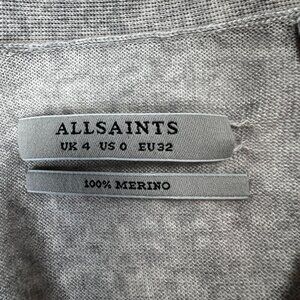 ALLSAINTS
UK 4 US 0 EU 32
100% MERINO